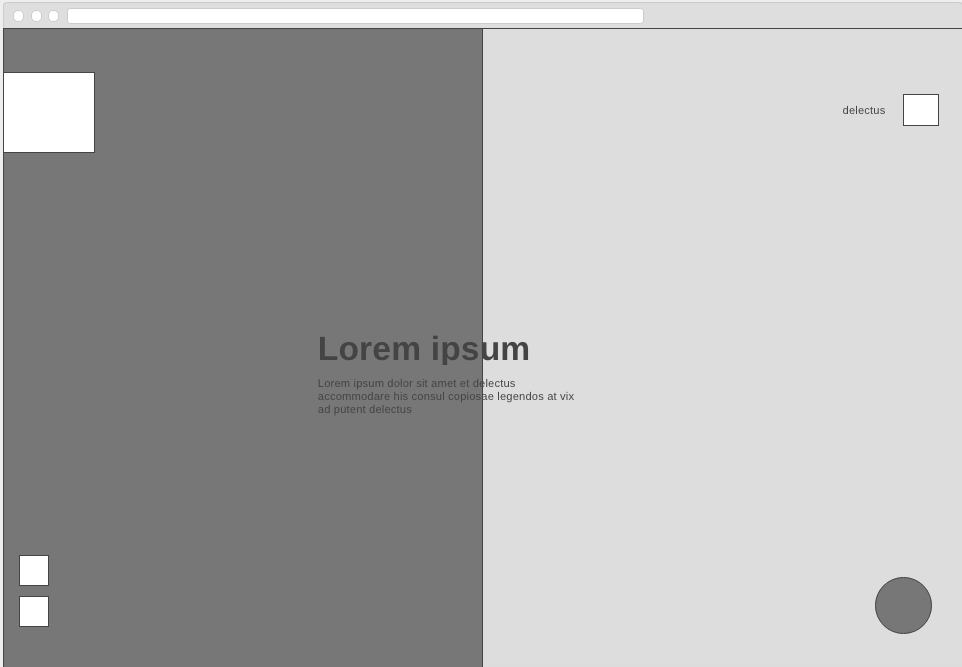 delectus
Lorem ipsum
Lorem ipsum dolor sit amet et delectus
accommodare his consul copiosae legendos at vix
ad putent delectus